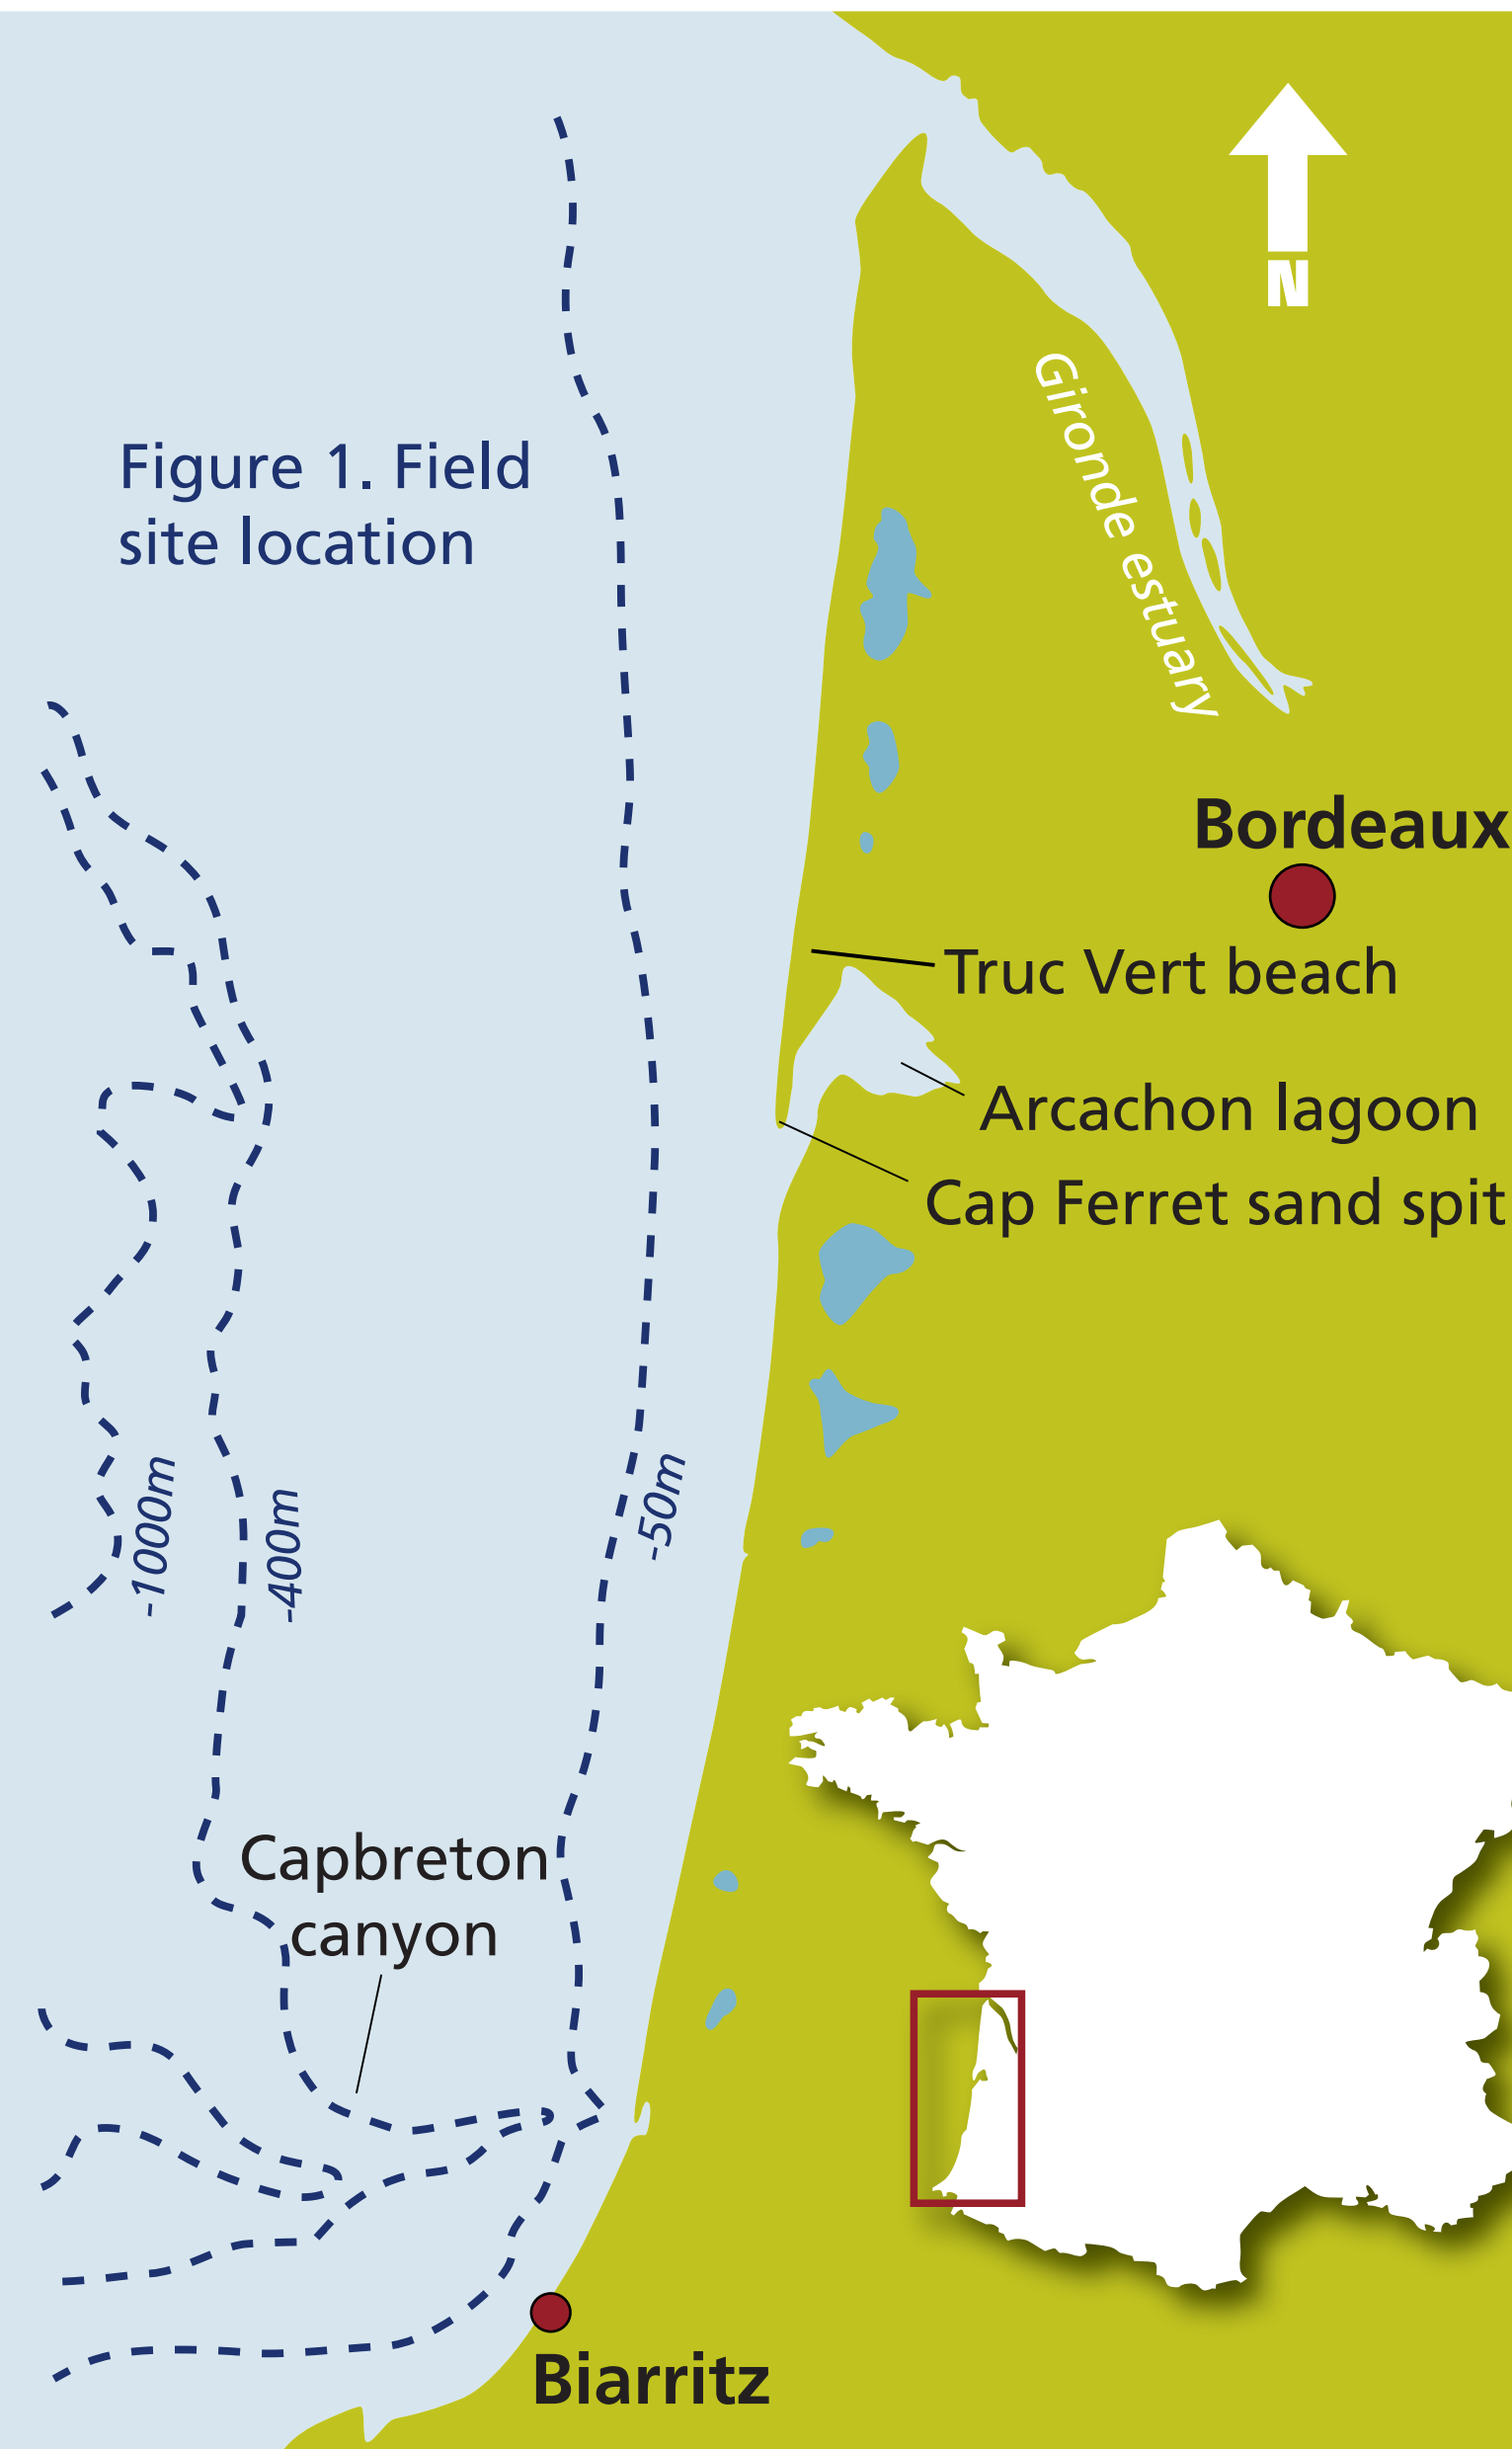 N
Gironde estuary
Figure 1. Field
site location
Bordeaux
Truc Vert beach
Arcachon lagoon
Cap Ferret sand spit
-1000m
-400m
-50m
Capbreton
canyon
Biarritz